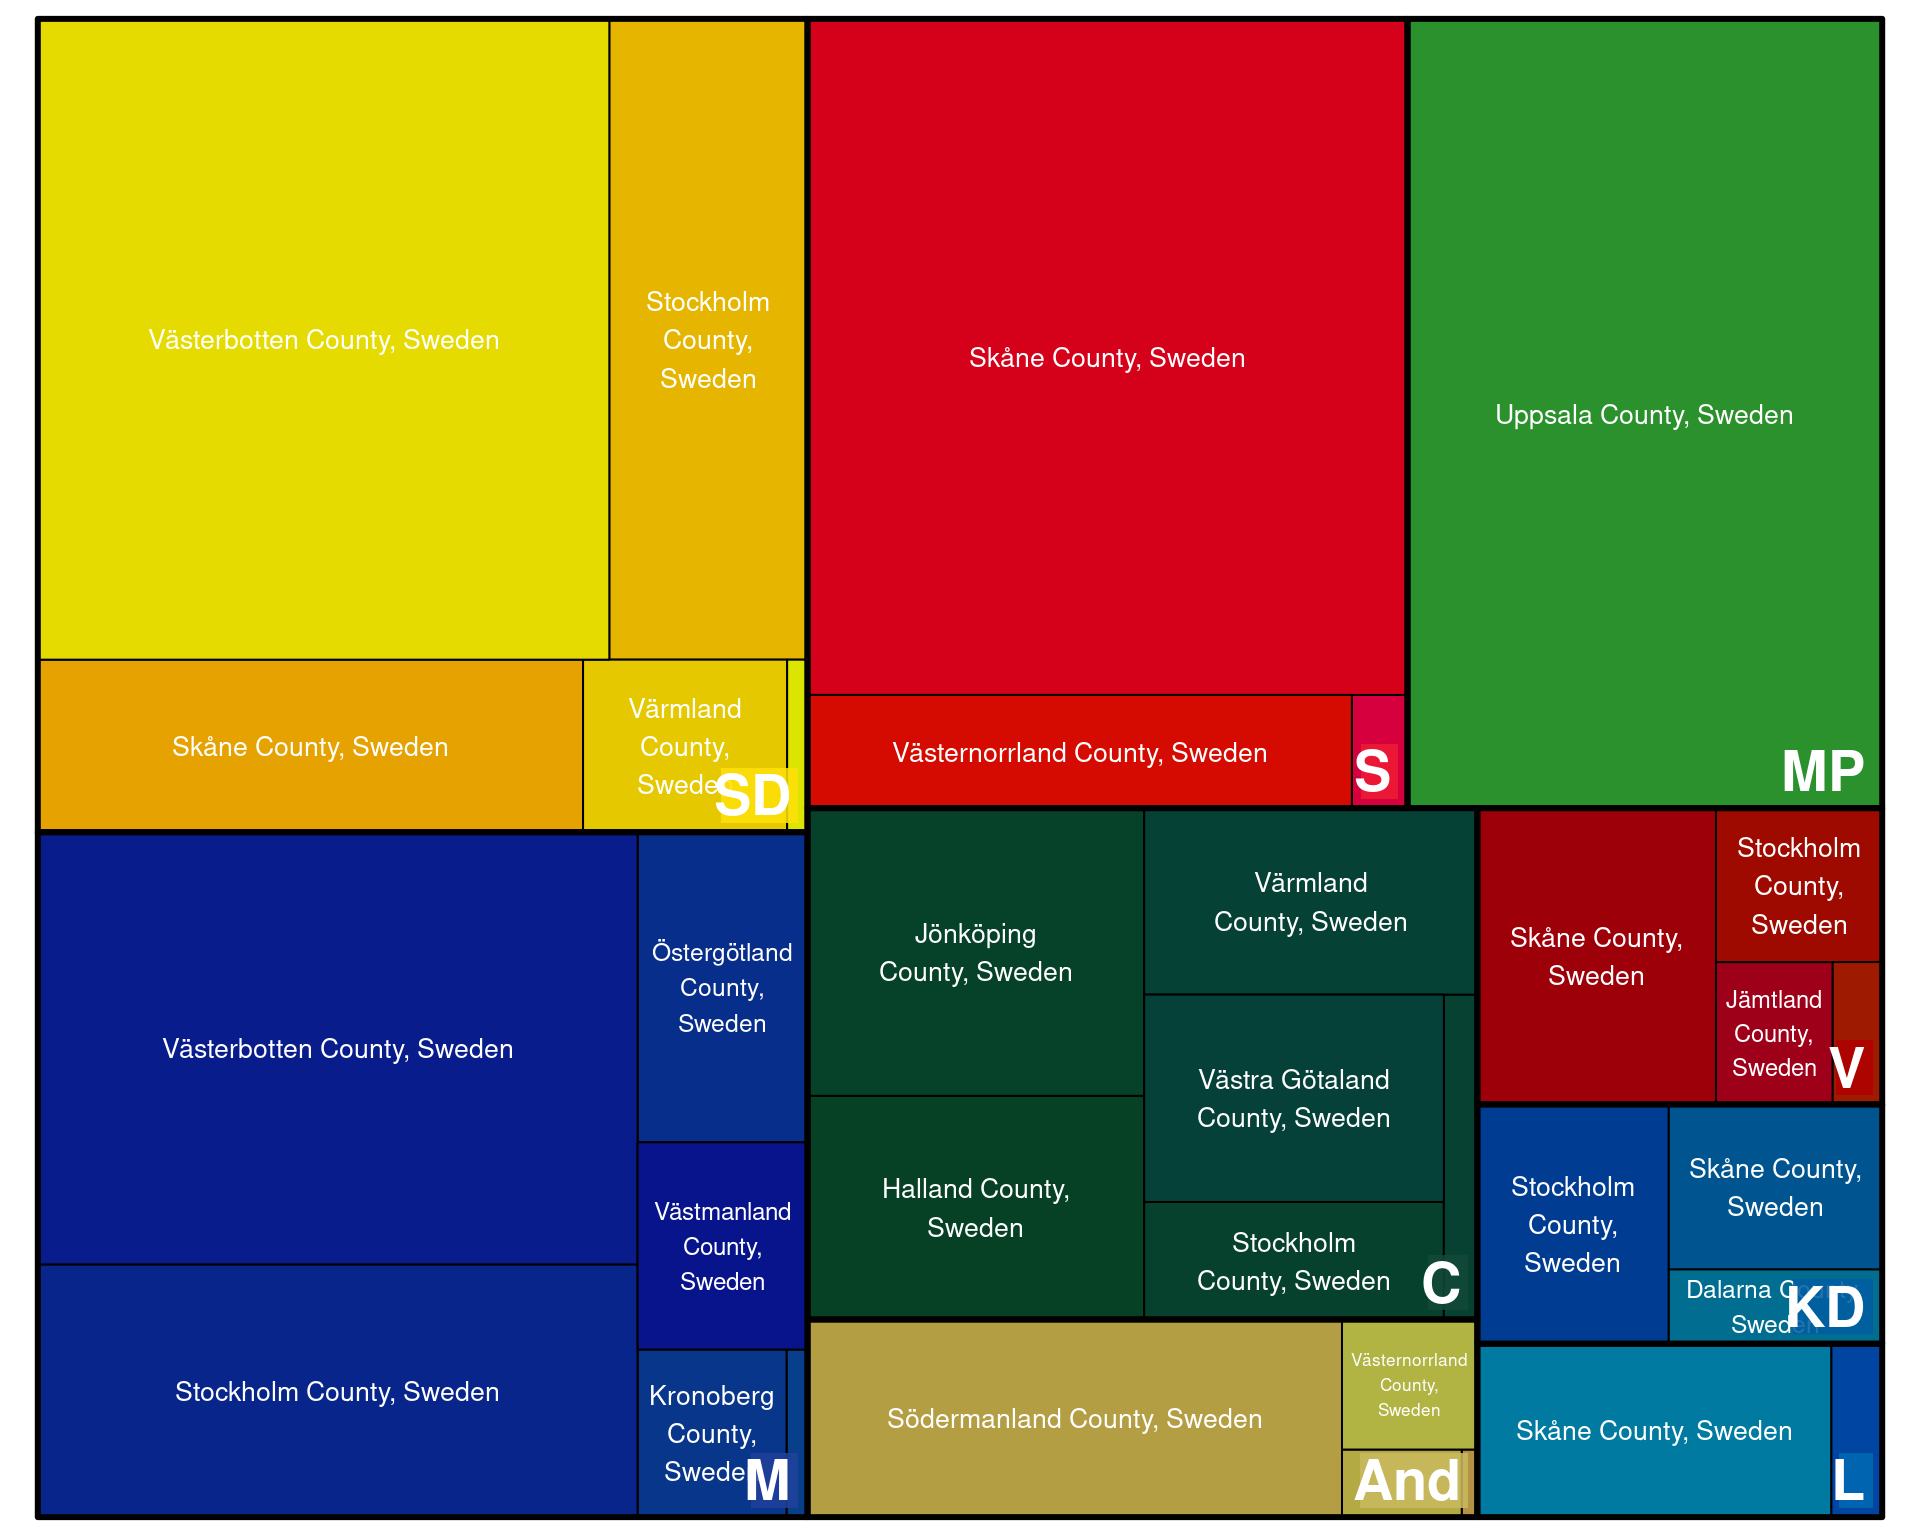 Västerbotten County, Sweden
Stockholm
County,
Sweden
Skåne County, Sweden
Värmland
County,
Sweden
SD
Skåne County, Sweden
Västernorrland County, Sweden
S
Uppsala County, Sweden
MP
Västerbotten County, Sweden
Östergötland
County,
Sweden
Västmanland
County,
Sweden
Stockholm County, Sweden
Kronoberg
County,
Sweden
M
Jönköping
County, Sweden
Värmland
County, Sweden
Västra Götaland
County, Sweden
Halland County,
Sweden
Stockholm
County, Sweden
C
Skåne County,
Sweden
Stockholm
County,
Sweden
Jämtland
County,
Sweden
V
Stockholm
County,
Sweden
Skåne County,
Sweden
Dalarna County,
Sweden
KD
Södermanland County, Sweden
Västernorrland
County,
Sweden
And
Skåne County, Sweden
L